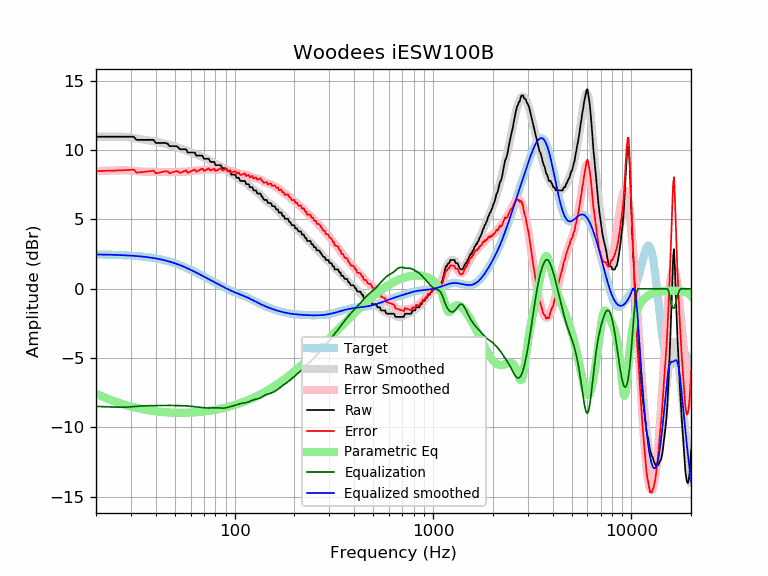 Woodees iESW100B
15
10
5
0
−5
−10
−15
Amplitude (dBr)
Target
Raw Smoothed
Error Smoothed
Raw
Error
Parametric Eq
Equalization
Equalized smoothed
100
1000
10000
Frequency (Hz)